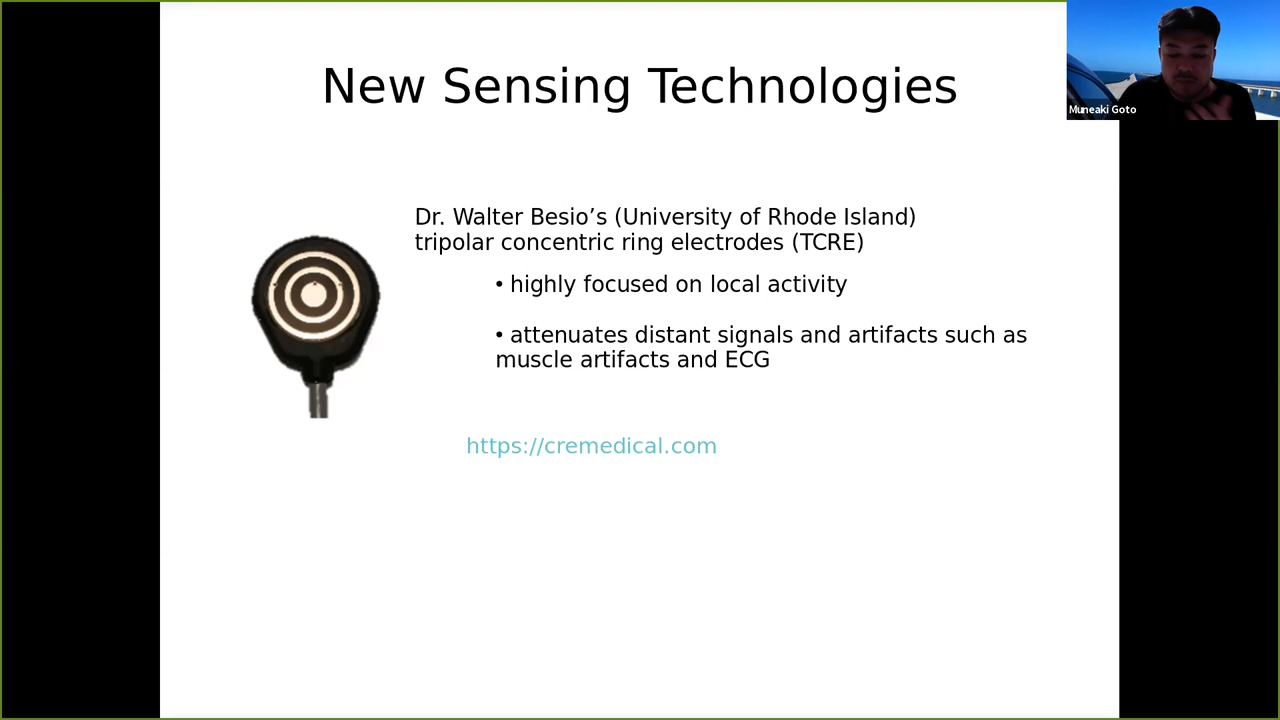 New Sensing Technologies
Muneaki Goto
Dr. Walter Besio’s (University of Rhode Island)
tripolar concentric ring electrodes (TCRE)
• highly focused on local activity
• attenuates distant signals and artifacts such as
muscle artifacts and ECG
https://cremedical.com